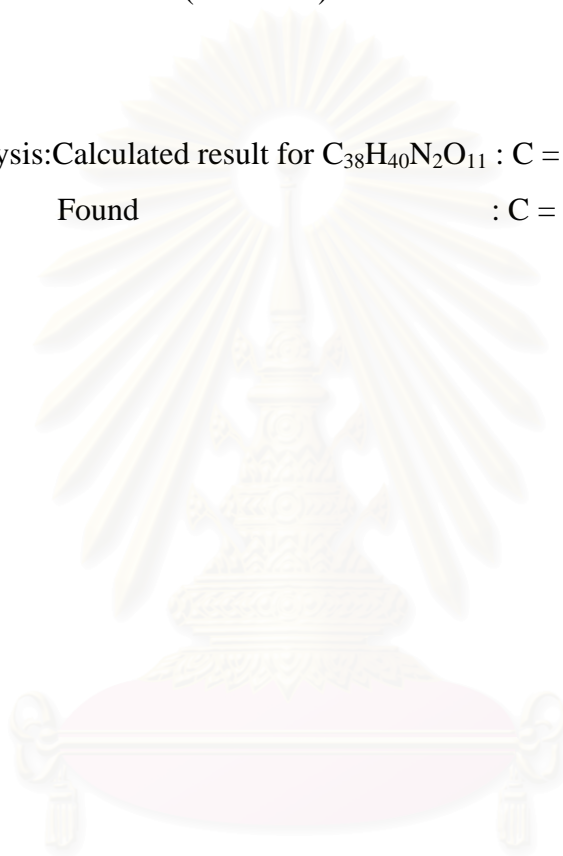 ysis:Calculated result for C₃₈H₄₀N₂O₁₁ : C =
Found : C =